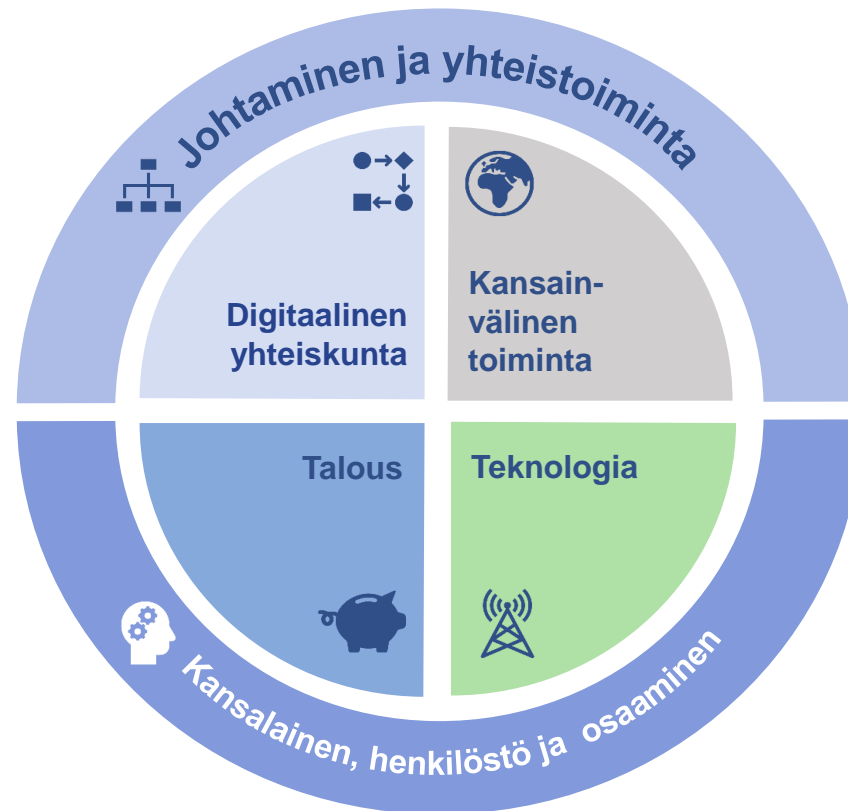 Johtaminen ja yhteistoiminta
Digitaalinen
yhteiskunta
Kansain-
välinen
toiminta
Talous
Teknologia
Kansalainen, henkilöstö ja osaaminen